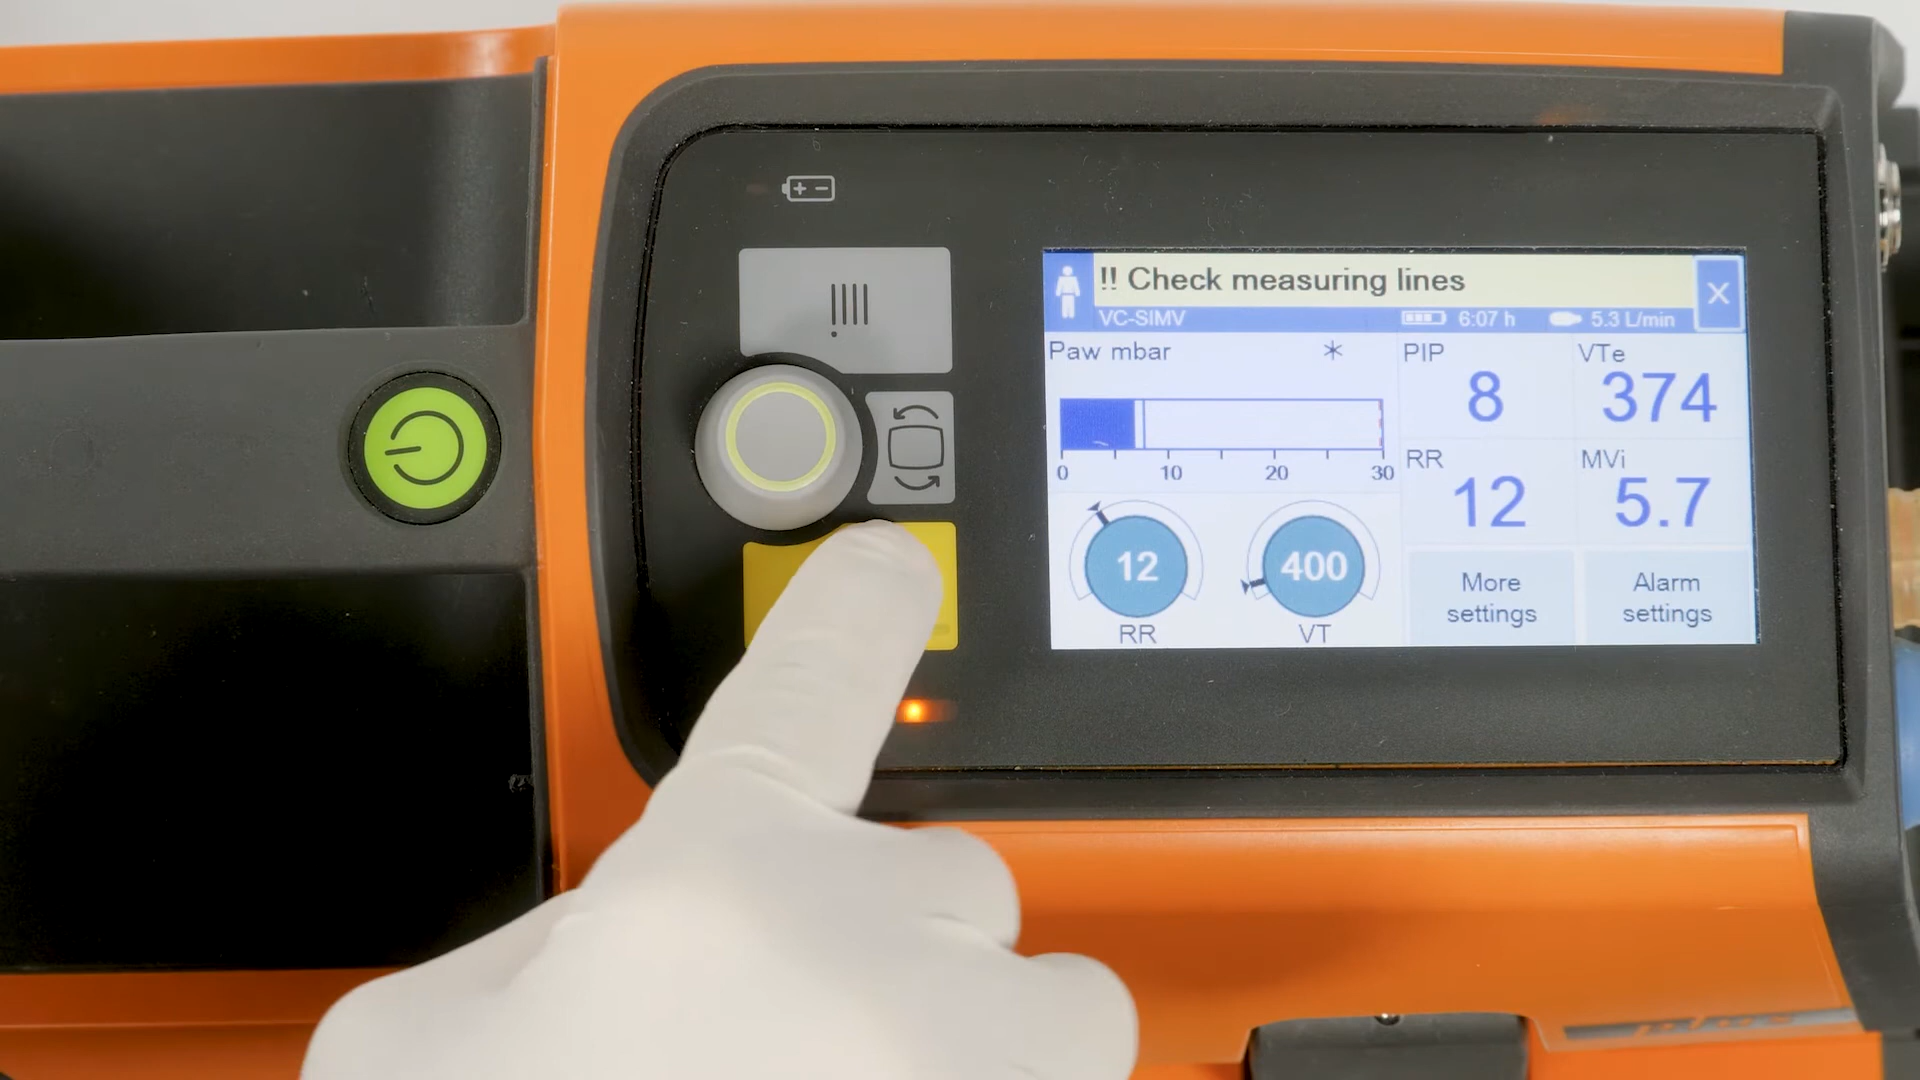 !! Check measuring lines
VC-SIMV 6:07 h 5.3 L/min
Paw mbar
0 10 20 30
PIP
8
VTe
374
RR
12
MVi
5.7
12
RR
400
VT
More
settings
Alarm
settings
plus